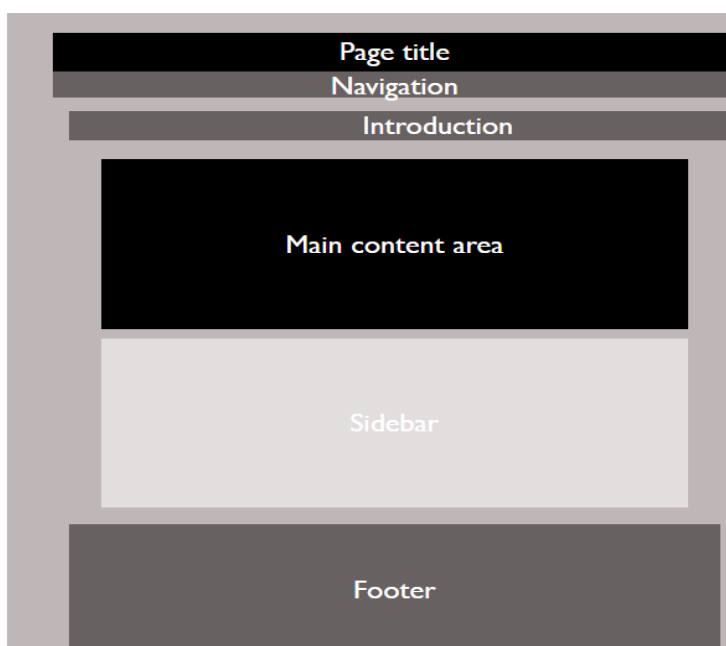 Page title
Navigation
Introduction
Main content area
Sidebar
Footer